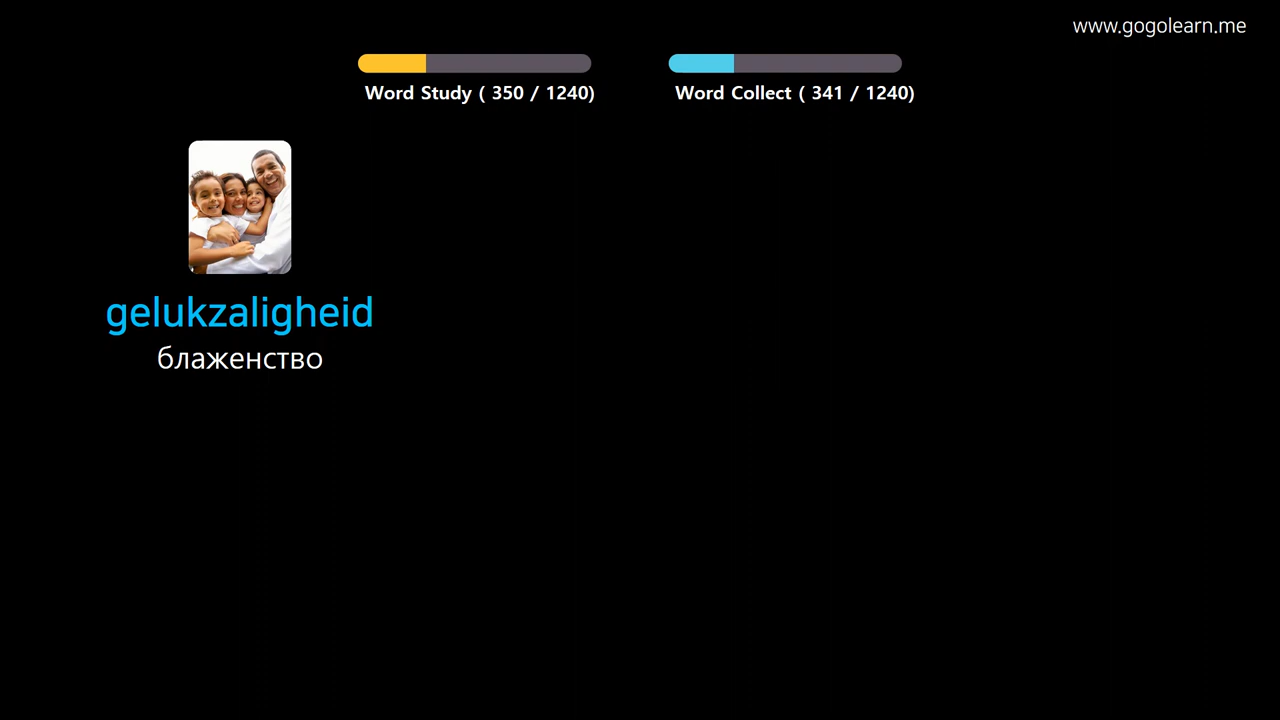 www.gogolearn.me
Word Study ( 350 / 1240)
Word Collect ( 341 / 1240)
gelukzaligheid
блаженство